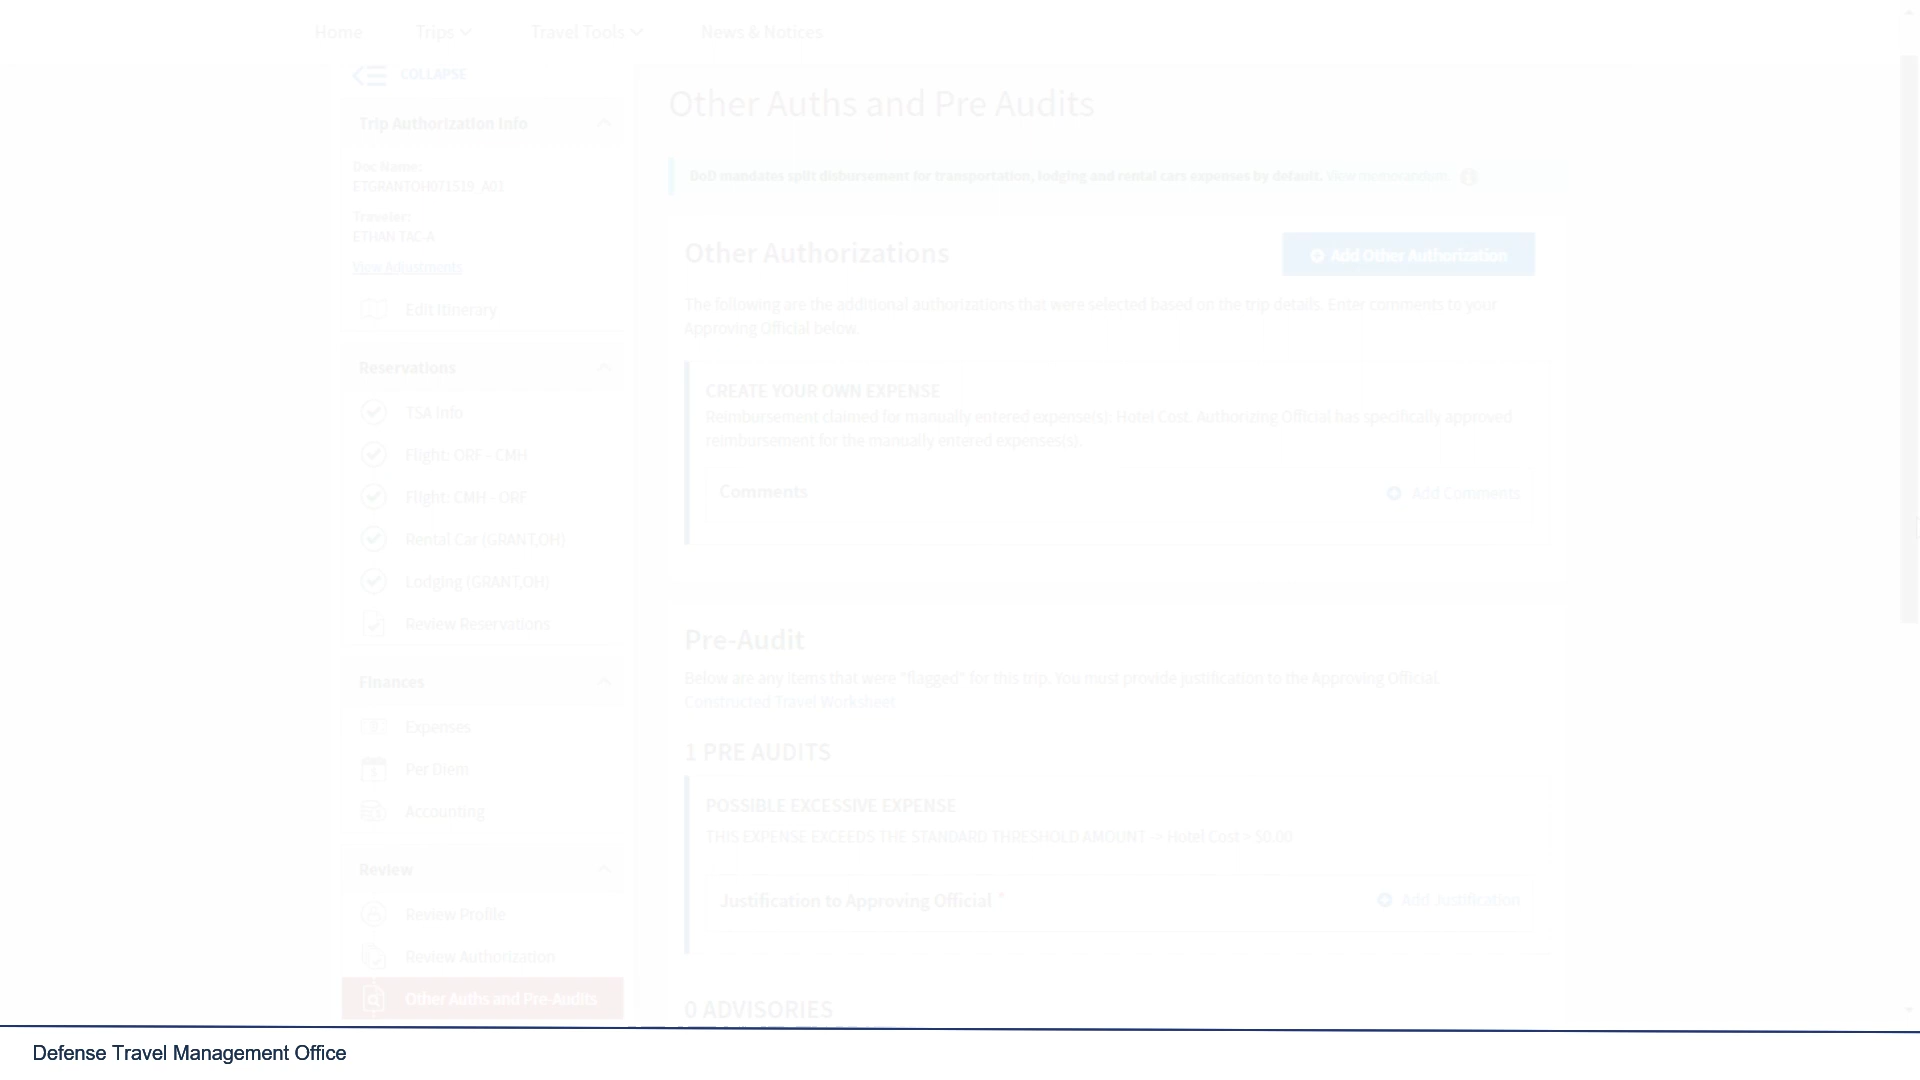 Home
Trips
Travel Tools
News & Notices
COLLAPSE
Trip Authorization Info
Doc Name:
ETGRANTOH071519_A01
Traveler:
ETHAN TAC-A
View Adjustments
Edit Itinerary
Reservations
TSA Info
Flight: ORF - CMH
Flight: CMH - ORF
Rental Car (GRANT,OH)
Lodging (GRANT,OH)
Review Reservations
Finances
Expenses
Per Diem
Accounting
Review
Review Profile
Review Authorization
Other Auths and Pre-Audits
Other Auths and Pre Audits
DoD mandates split disbursement for transportation, lodging and rental cars expenses by default. View memorandum
Other Authorizations
Add Other Authorization
The following are the additional authorizations that were selected based on the trip details. Enter comments to your
Approving Official below.
CREATE YOUR OWN EXPENSE
Reimbursement claimed for manually entered expense(s): Hotel Cost. Authorizing Official has specifically approved
reimbursement for the manually entered expenses(s).
Comments
Add Comments
Pre-Audit
Below are any items that were "flagged" for this trip. You must provide justification to the Approving Official.
Constructed Travel Worksheet
1 PRE AUDITS
POSSIBLE EXCESSIVE EXPENSE
THIS EXPENSE EXCEEDS THE STANDARD THRESHOLD AMOUNT -> Hotel Cost > $0.00
Justification to Approving Official *
Add Justification
0 ADVISORIES
Defense Travel Management Office